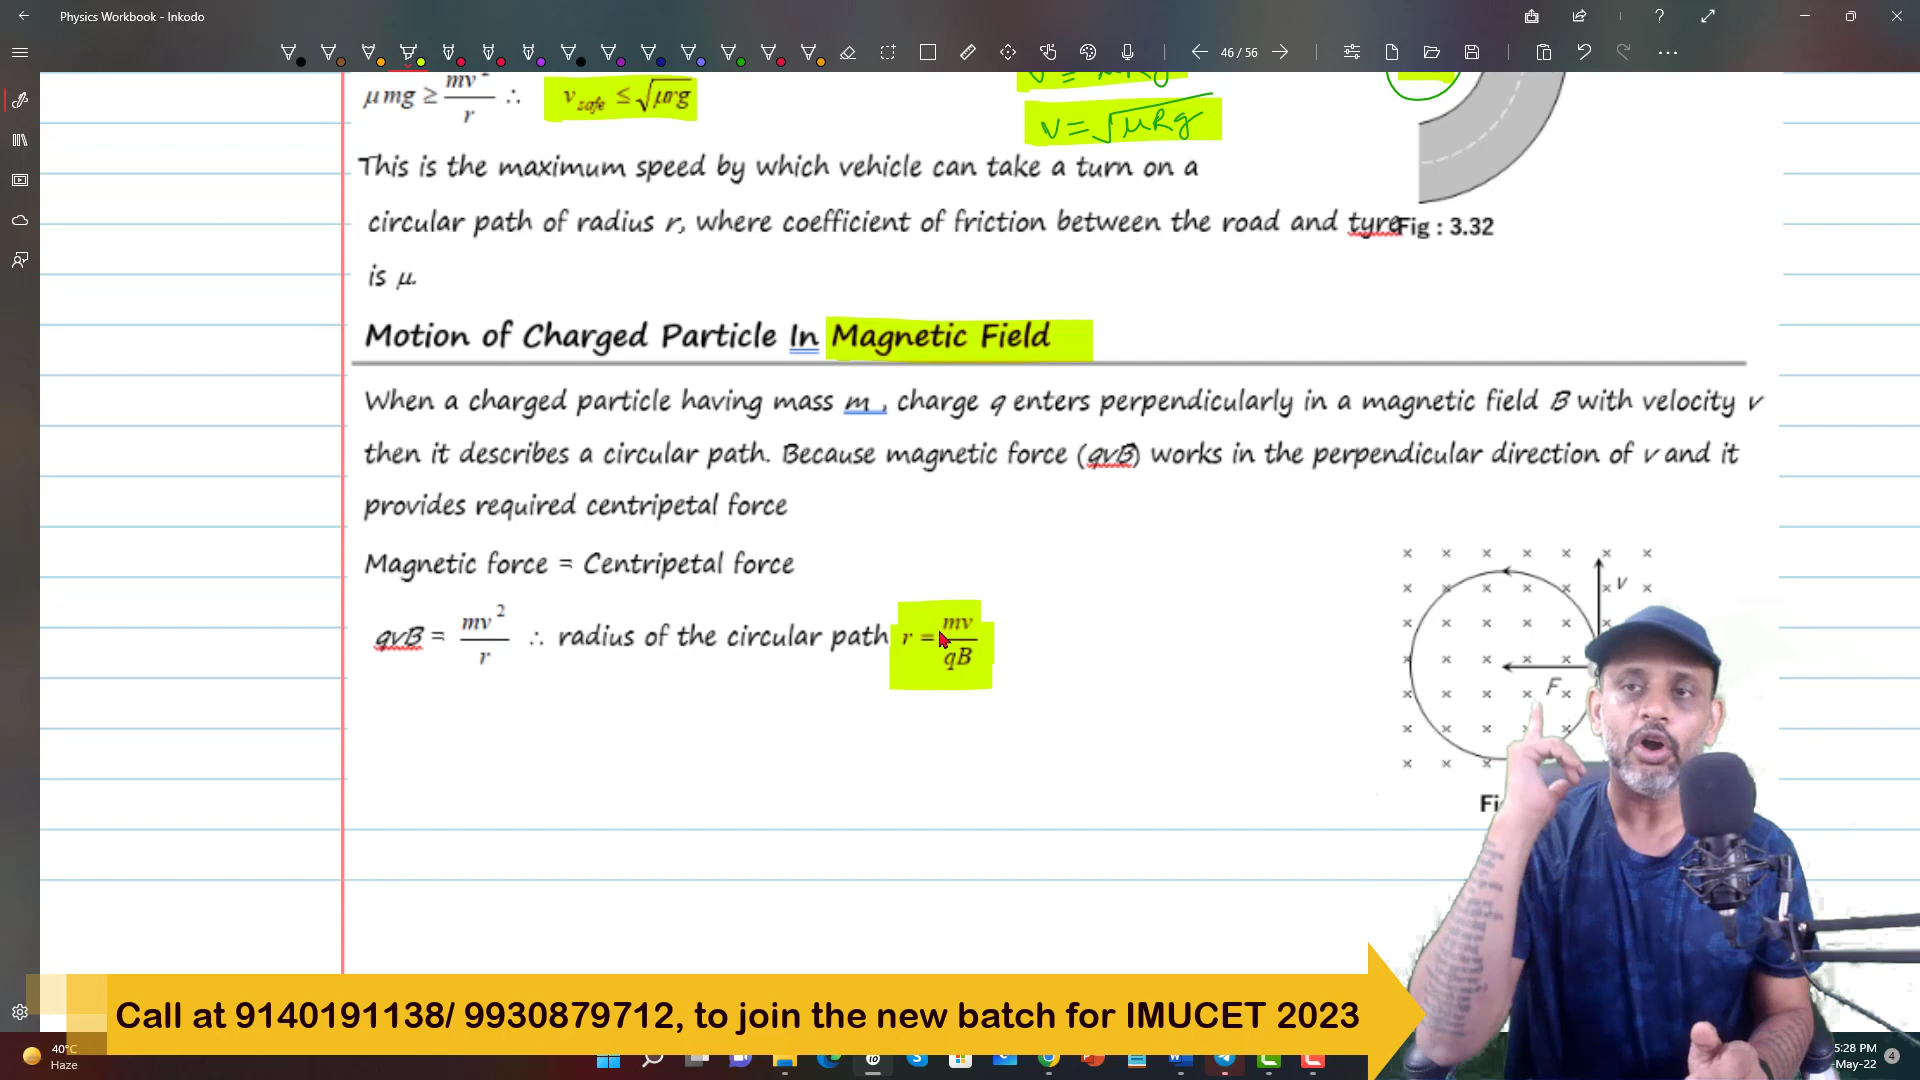 Physics Workbook - Inkodo
46 / 56
μ mg ≥ mv²/r ∴ v safe ≤ √μrg
v = √μRg
This is the maximum speed by which vehicle can take a turn on a
circular path of radius r, where coefficient of friction between the road and tyre
Fig : 3.32
is μ.
Motion of Charged Particle In Magnetic Field
When a charged particle having mass m , charge q enters perpendicularly in a magnetic field B with velocity v
then it describes a circular path. Because magnetic force (qvB) works in the perpendicular direction of v and it
provides required centripetal force
Magnetic force = Centripetal force
qvB = mv²/r ∴ radius of the circular path r = mv/qB
V
F
Call at 9140191138/ 9930879712, to join the new batch for IMUCET 2023
40°C
Haze
5:28 PM
-May-22
4